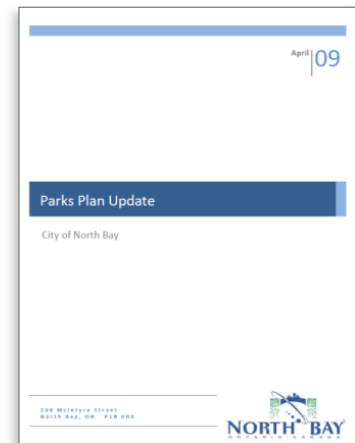 April 09
Parks Plan Update
City of North Bay
200 McIntyre Street
North Bay, ON P1B 8H8
NORTH BAY
ONTARIO · CANADA